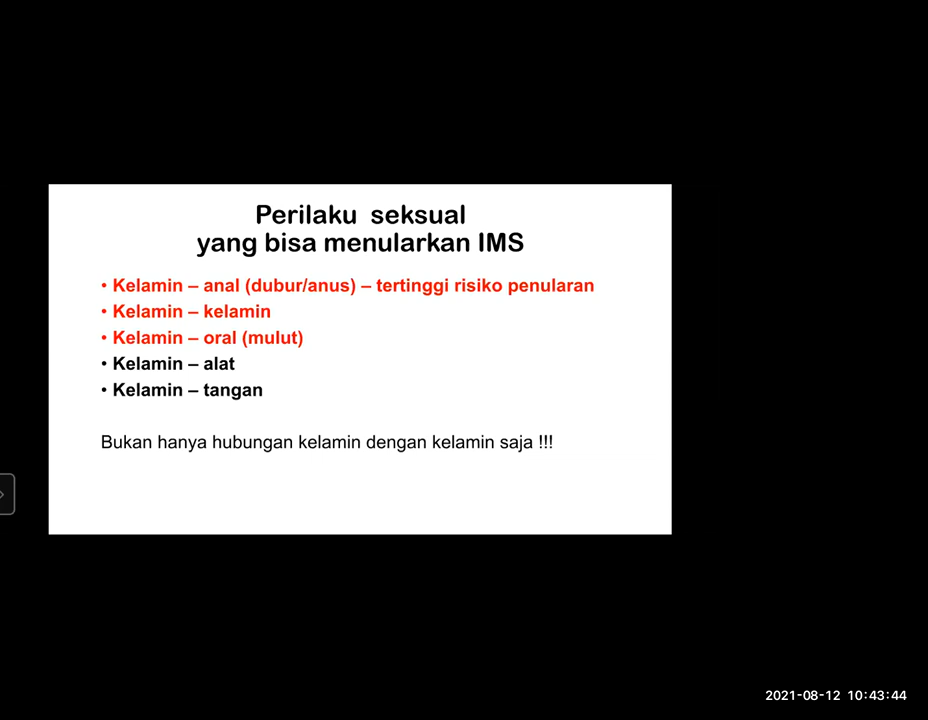 Perilaku seksual
yang bisa menularkan IMS
• Kelamin – anal (dubur/anus) – tertinggi risiko penularan
• Kelamin – kelamin
• Kelamin – oral (mulut)
• Kelamin – alat
• Kelamin – tangan
Bukan hanya hubungan kelamin dengan kelamin saja !!!
2021-08-12 10:43:44